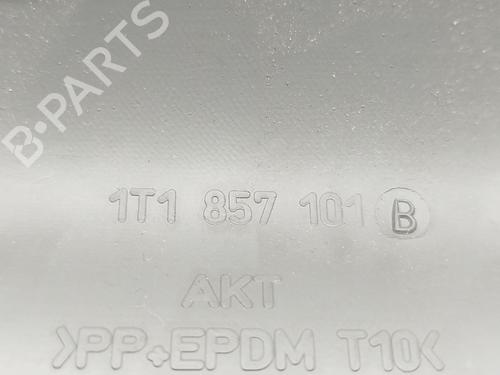 B-PARTS
1T1 857 101 B
AKT
>PP+EPDM T10<